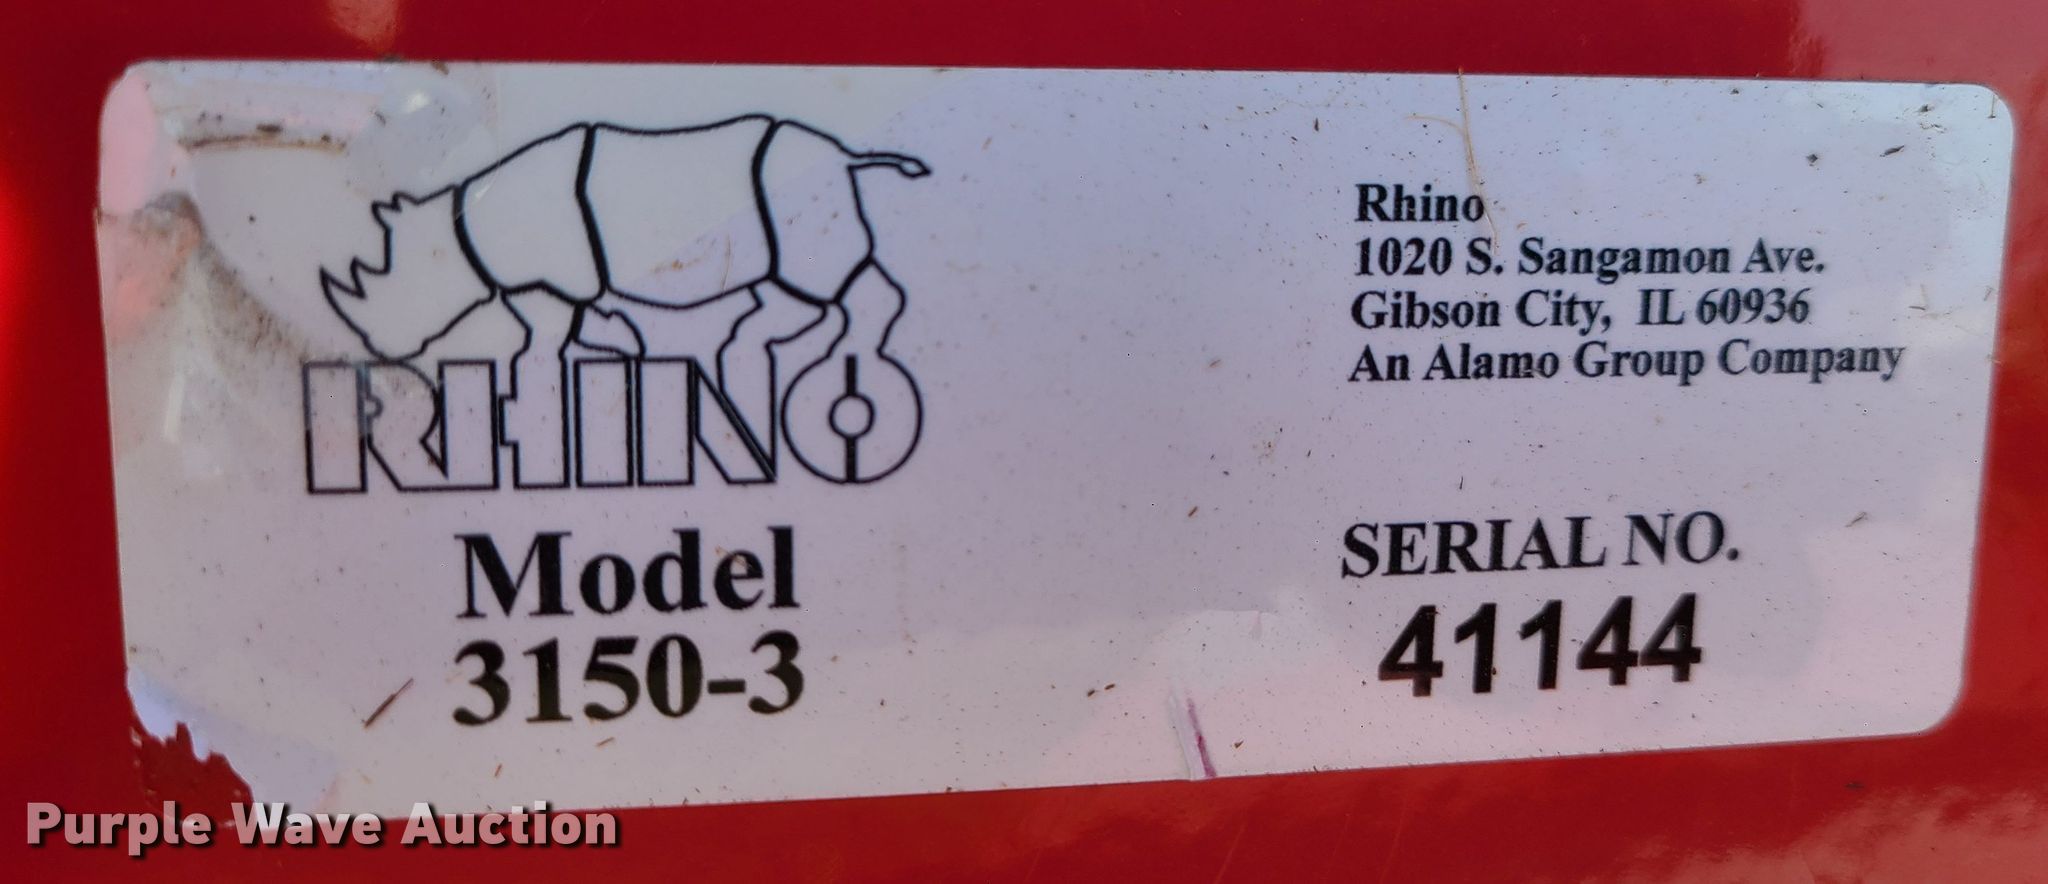 RHINO
Model
3150-3
Rhino
1020 S. Sangamon Ave.
Gibson City, IL 60936
An Alamo Group Company
SERIAL NO.
41144
Purple Wave Auction